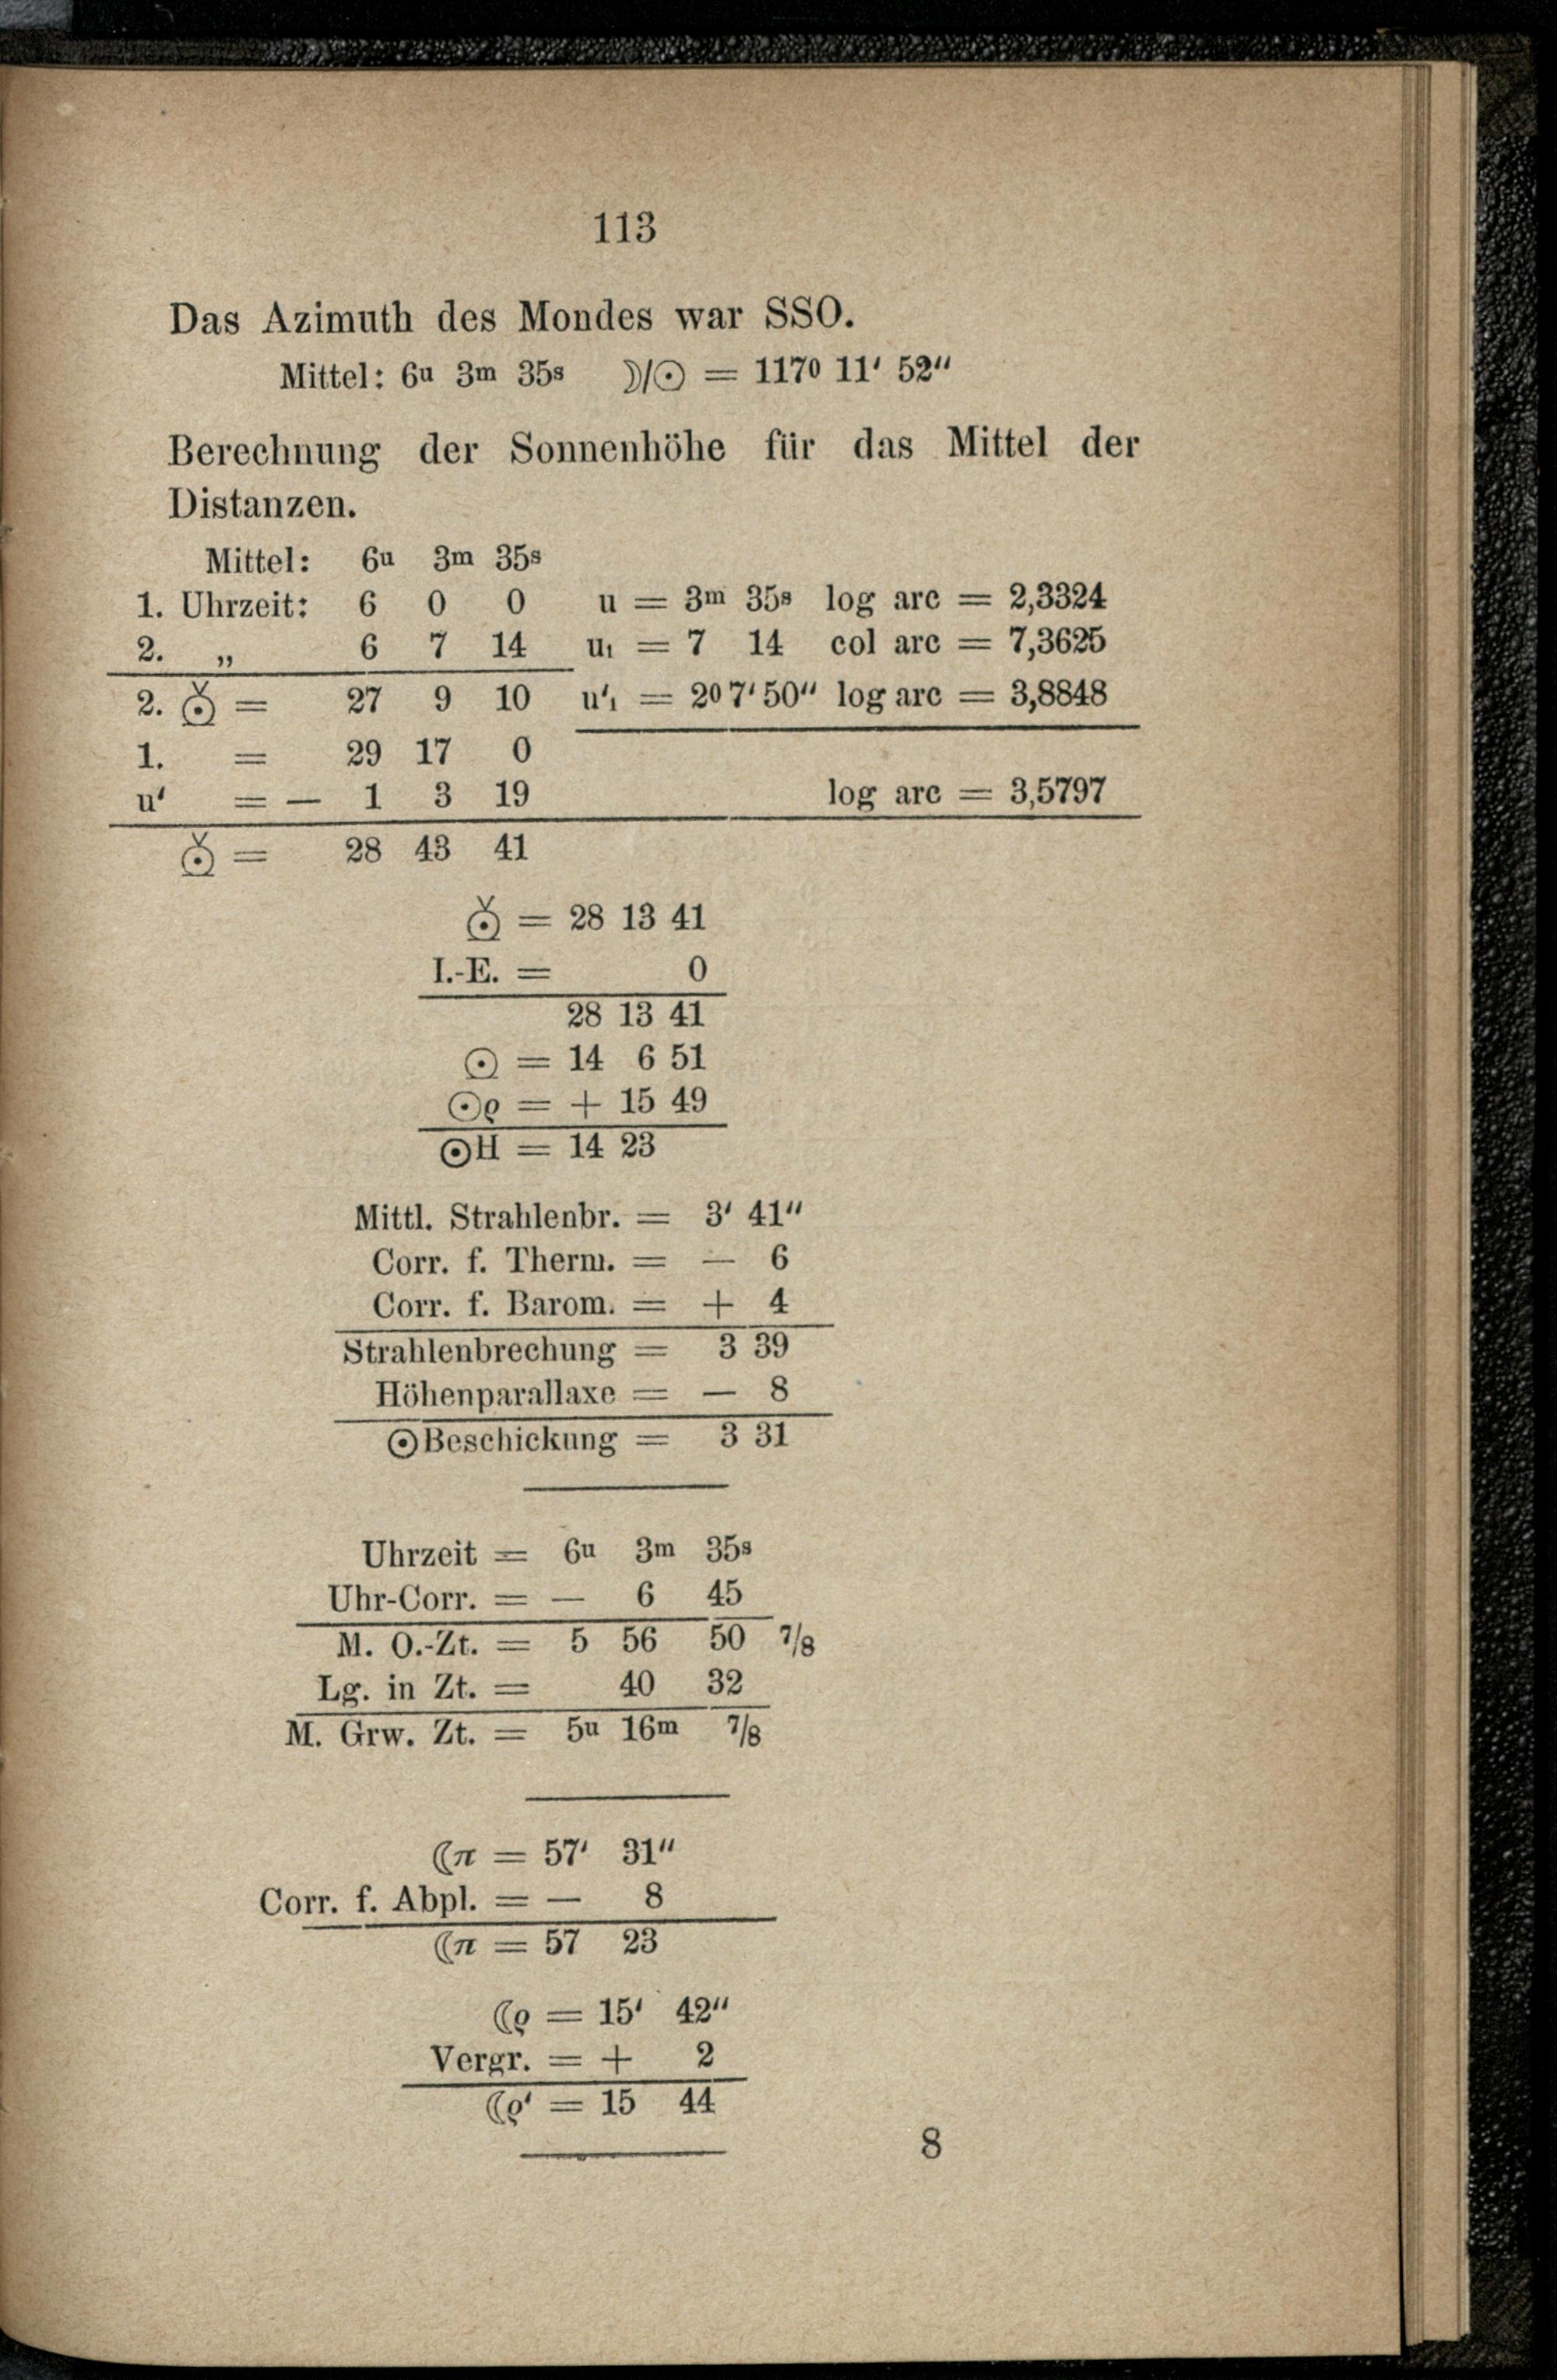 113
Das Azimuth des Mondes war SSO.
Mittel: 6u 3m 35s ☽/☉ = 117o 11' 52"
Berechnung der Sonnenhöhe für das Mittel der
Distanzen.
Mittel: 6u 3m 35s
1. Uhrzeit: 6 0 0 u = 3m 35s log arc = 2,3324
2. „ 6 7 14 u₁ = 7 14 col arc = 7,3625
2. ☉ = 27 9 10 u'₁ = 2o 7' 50" log arc = 3,8848
1. = 29 17 0
u' = — 1 3 19 log arc = 3,5797
☉ = 28 43 41
☉ = 28 13 41
I.-E. = 0
28 13 41
☉ = 14 6 51
☉ϱ = + 15 49
☉H = 14 23
Mittl. Strahlenbr. = 3' 41"
Corr. f. Therm. = — 6
Corr. f. Barom. = + 4
Strahlenbrechung = 3 39
Höhenparallaxe = — 8
☉Beschickung = 3 31
Uhrzeit = 6u 3m 35s
Uhr-Corr. = — 6 45
M. O.-Zt. = 5 56 50 7/8
Lg. in Zt. = 40 32
M. Grw. Zt. = 5u 16m 7/8
☾π = 57' 31"
Corr. f. Abpl. = — 8
☾π = 57 23
☾ϱ = 15' 42"
Vergr. = + 2
☾ϱ' = 15 44
8